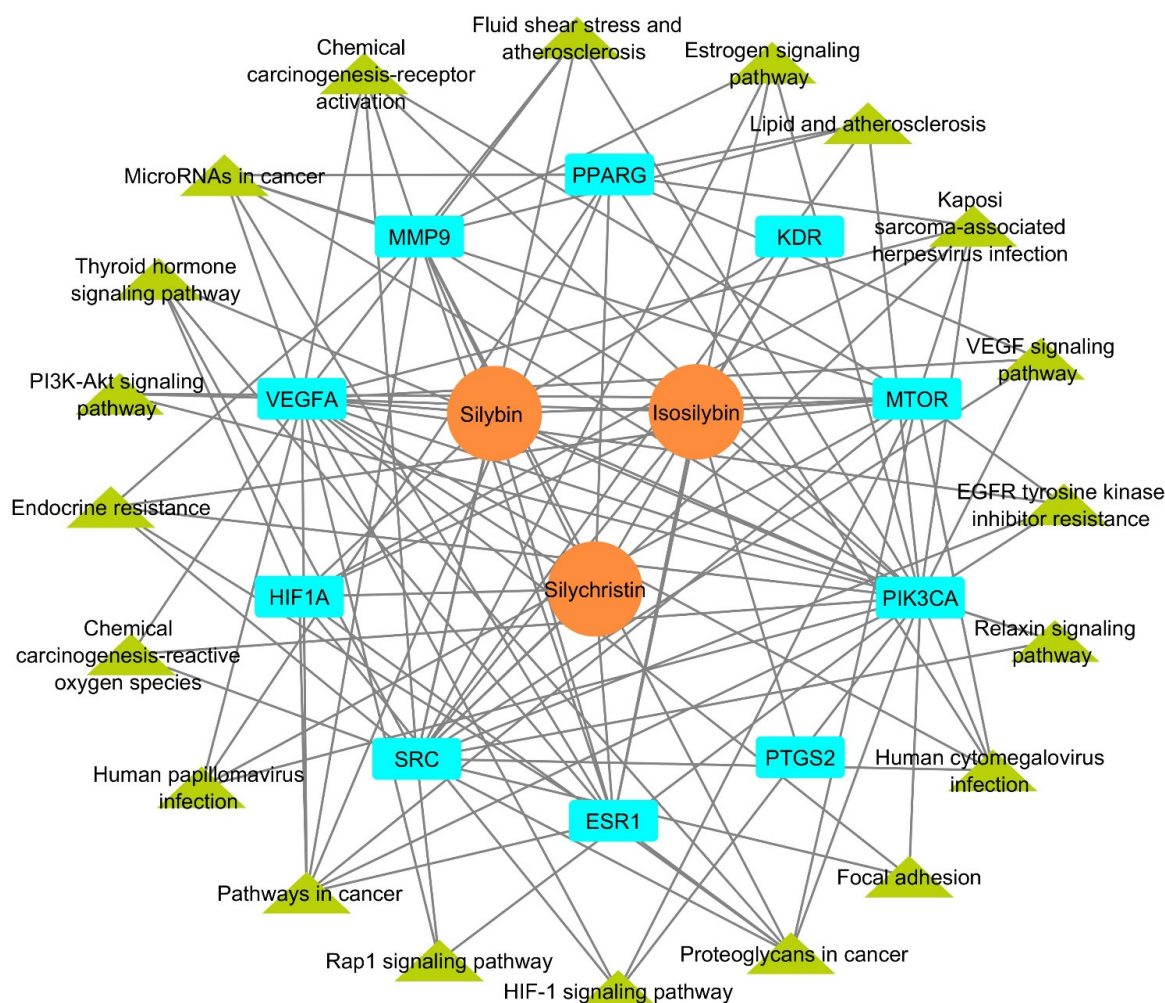 Fluid shear stress and
atherosclerosis
Chemical
carcinogenesis-receptor
activation
Estrogen signaling
pathway
Lipid and atherosclerosis
MicroRNAs in cancer
PPARG
MMP9
KDR
Kaposi
sarcoma-associated
herpesvirus infection
Thyroid hormone
signaling pathway
VEGF signaling
pathway
PI3K-Akt signaling
pathway
VEGFA
Silybin
Isosilybin
MTOR
Endocrine resistance
EGFR tyrosine kinase
inhibitor resistance
HIF1A
Silychristin
PIK3CA
Chemical
carcinogenesis-reactive
oxygen species
Relaxin signaling
pathway
SRC
PTGS2
Human papillomavirus
infection
Human cytomegalovirus
infection
ESR1
Pathways in cancer
Focal adhesion
Rap1 signaling pathway
Proteoglycans in cancer
HIF-1 signaling pathway